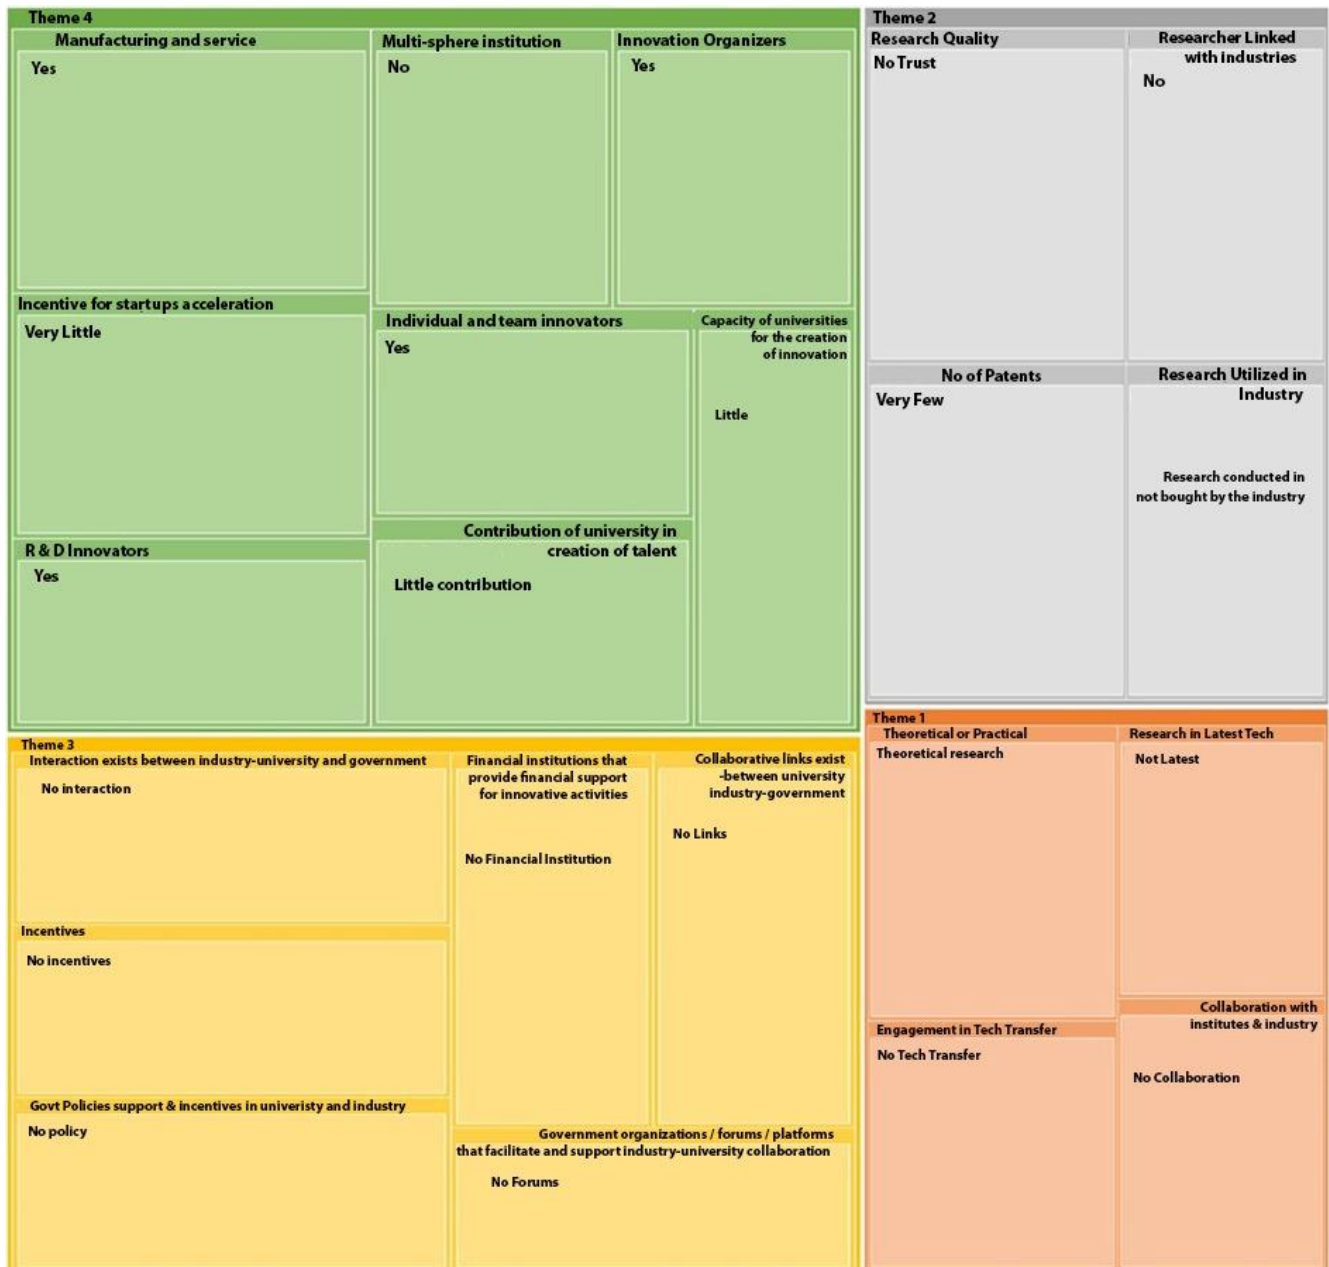 Theme 4
Manufacturing and service
Yes
Multi-sphere institution
No
Innovation Organizers
Yes
Incentive for startups acceleration
Very Little
Individual and team innovators
Yes
Capacity of universities
for the creation
of innovation
Little
R & D Innovators
Yes
Contribution of university in
creation of talent
Little contribution
Theme 2
Research Quality
No Trust
Researcher Linked
with industries
No
No of Patents
Very Few
Research Utilized in
Industry
Research conducted in
not bought by the industry
Theme 3
Interaction exists between industry-university and government
No interaction
Financial institutions that
provide financial support
for innovative activities
No Financial Institution
Collaborative links exist
-between university
industry-government
No Links
Incentives
No incentives
Govt Policies support & incentives in univeristy and industry
No policy
Government organizations / forums / platforms
that facilitate and support industry-university collaboration
No Forums
Theme 1
Theoretical or Practical
Theoretical research
Research in Latest Tech
Not Latest
Engagement in Tech Transfer
No Tech Transfer
Collaboration with
institutes & industry
No Collaboration